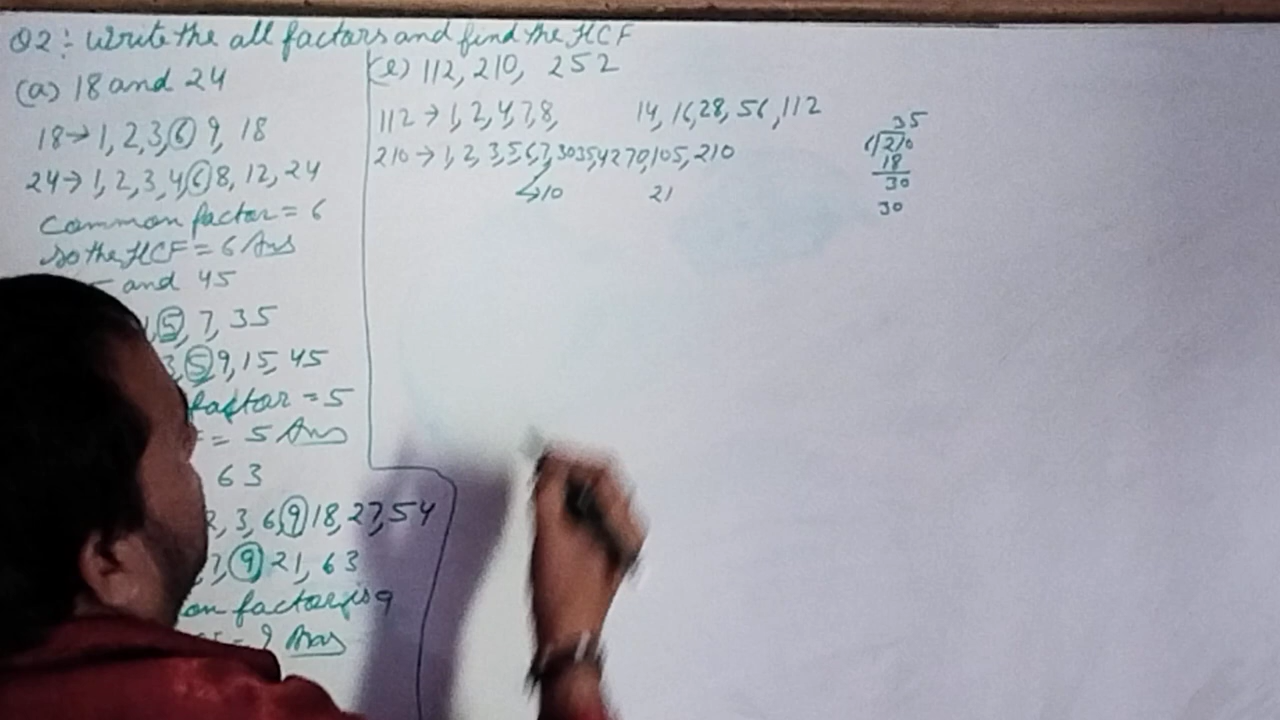 Q2 : Write the all factors and find the HCF
(a) 18 and 24
18 → 1, 2, 3, 6 9, 18
24 → 1, 2, 3, 4, 6 8, 12, 24
Common factor = 6
so the HCF = 6 Ans
and 45
5, 7, 35
3, 5 9, 15, 45
factor = 5
= 5 Ans
63
2, 3, 6, 9 18, 27, 54
7, 9 21, 63
on factor is 9
= 9 Ans
(e) 112, 210, 252
112 → 1, 2, 4, 7, 8, 14, 16, 28, 56, 112
210 → 1, 2, 3, 5, 6, 7, 30 35, 42 70, 105, 210
→ 10 21
35
6 √210
18
30
30